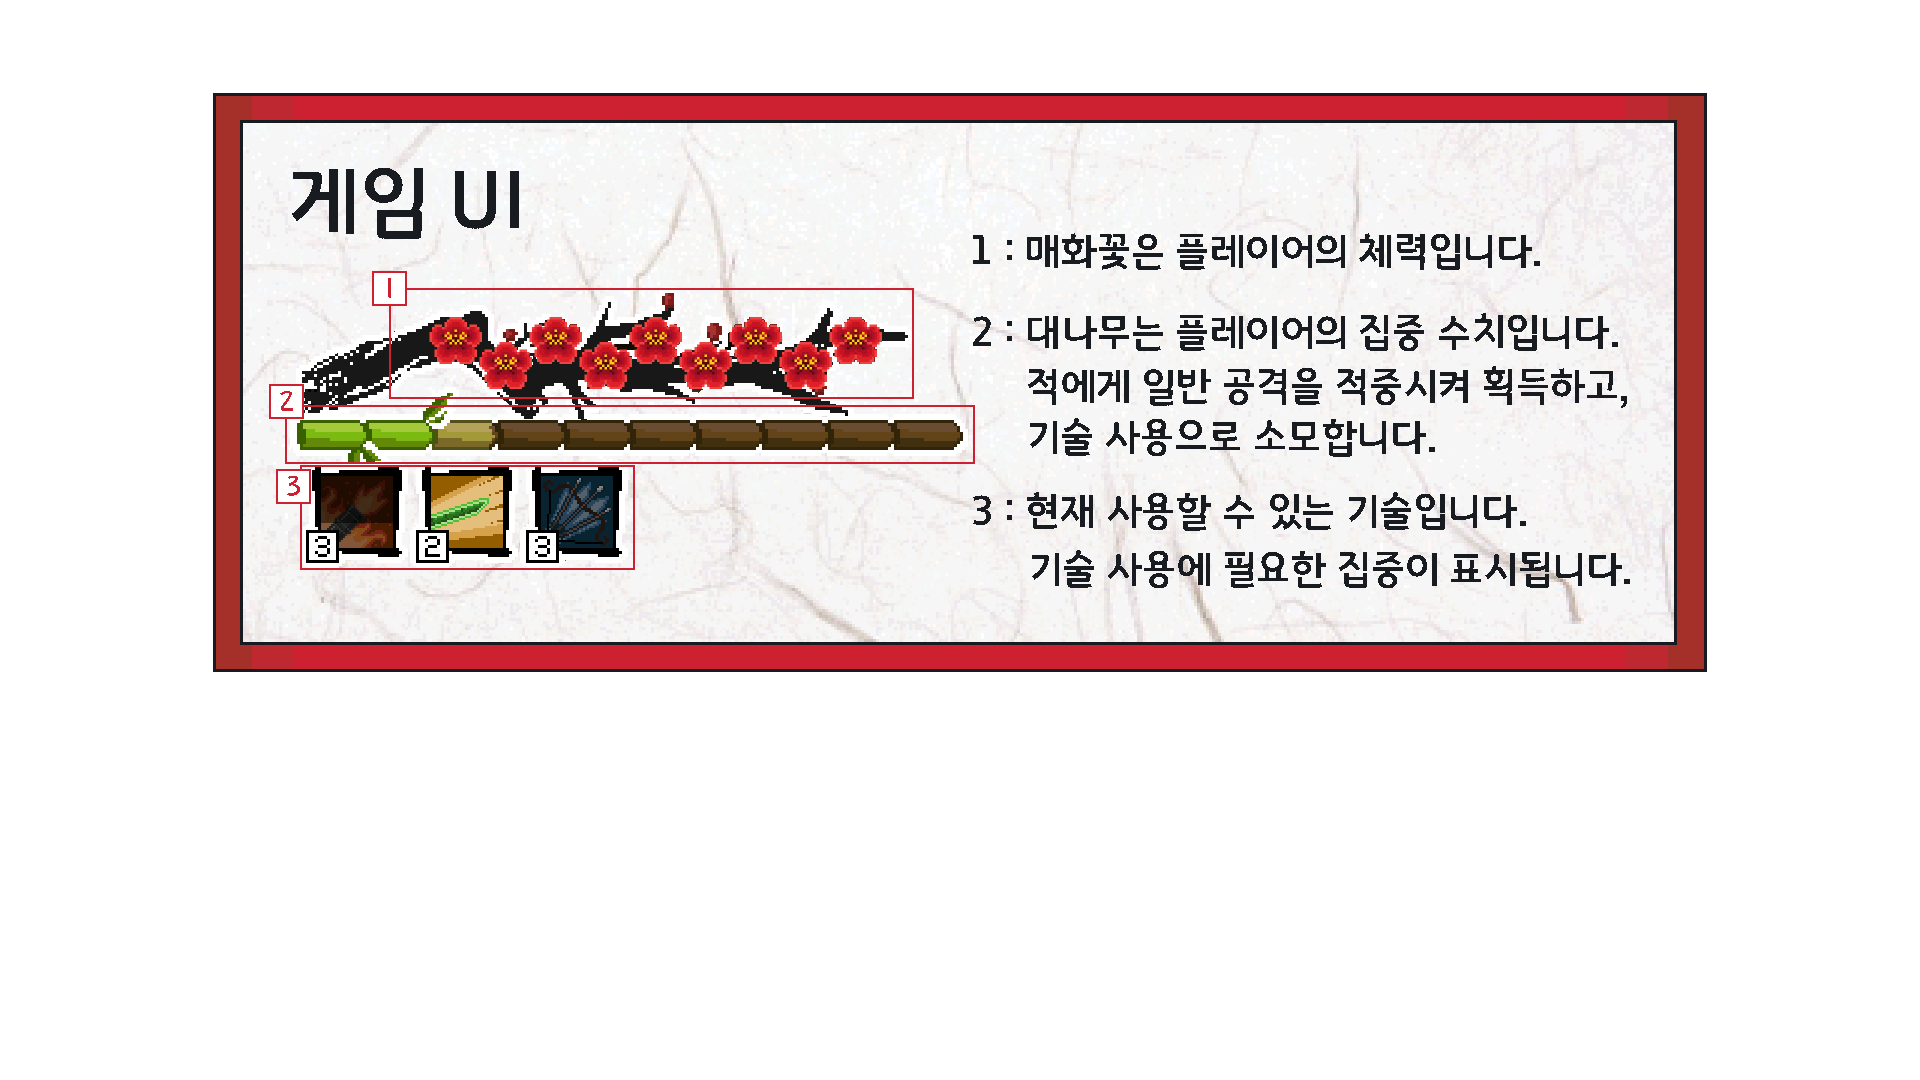 게임 UI
1 : 매화꽃은 플레이어의 체력입니다.
2 : 대나무는 플레이어의 집중 수치입니다.
적에게 일반 공격을 적중시켜 획득하고,
기술 사용으로 소모합니다.
3 : 현재 사용할 수 있는 기술입니다.
기술 사용에 필요한 집중이 표시됩니다.
1
2
3
3 2 3